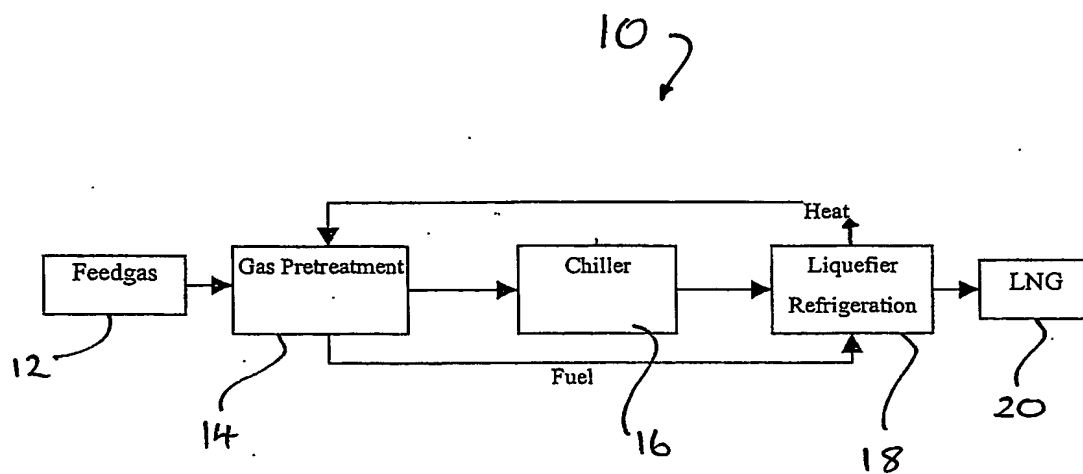 10
Heat
Feedgas
Gas Pretreatment
Chiller
Liquefier
Refrigeration
LNG
Fuel
12
14
16
18
20